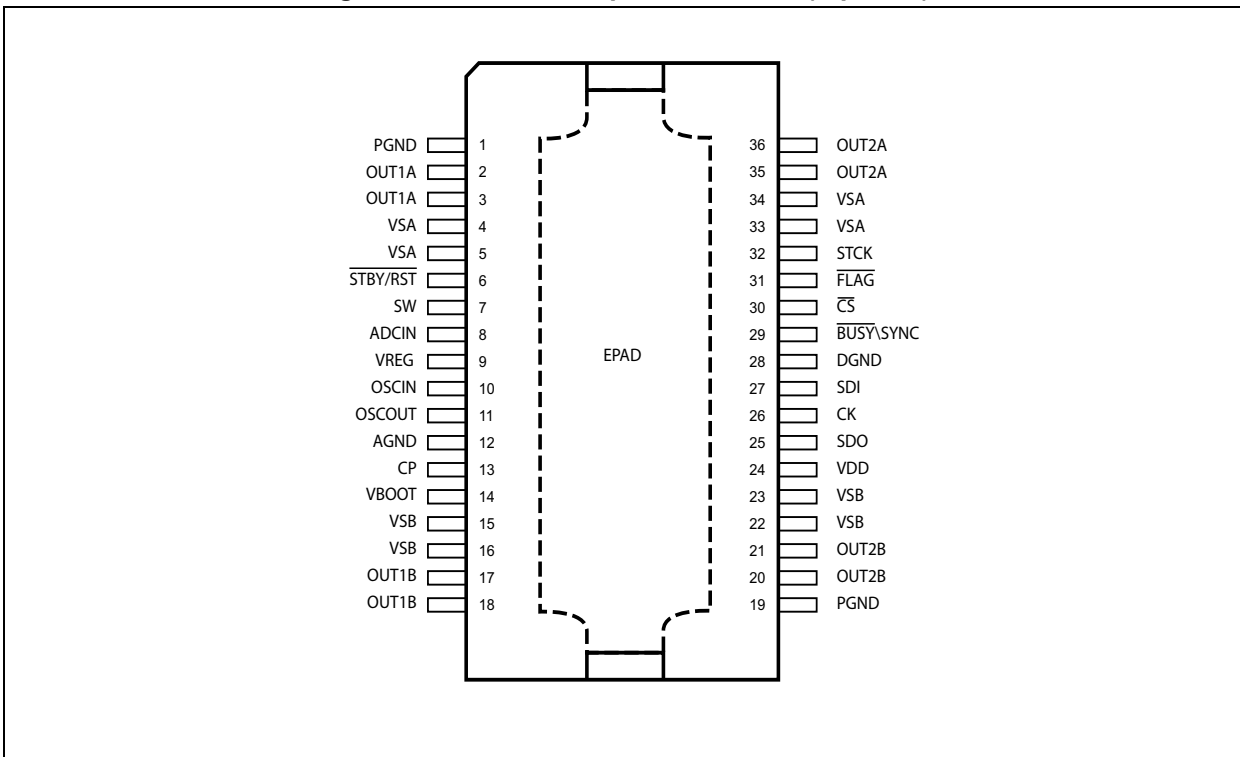 PGND 1
OUT1A 2
OUT1A 3
VSA 4
VSA 5
STBY/RST 6
SW 7
ADCIN 8
VREG 9
OSCIN 10
OSCOUT 11
AGND 12
CP 13
VBOOT 14
VSB 15
VSB 16
OUT1B 17
OUT1B 18
EPAD
36 OUT2A
35 OUT2A
34 VSA
33 VSA
32 STCK
31 FLAG
30 CS
29 BUSY\SYNC
28 DGND
27 SDI
26 CK
25 SDO
24 VDD
23 VSB
22 VSB
21 OUT2B
20 OUT2B
19 PGND